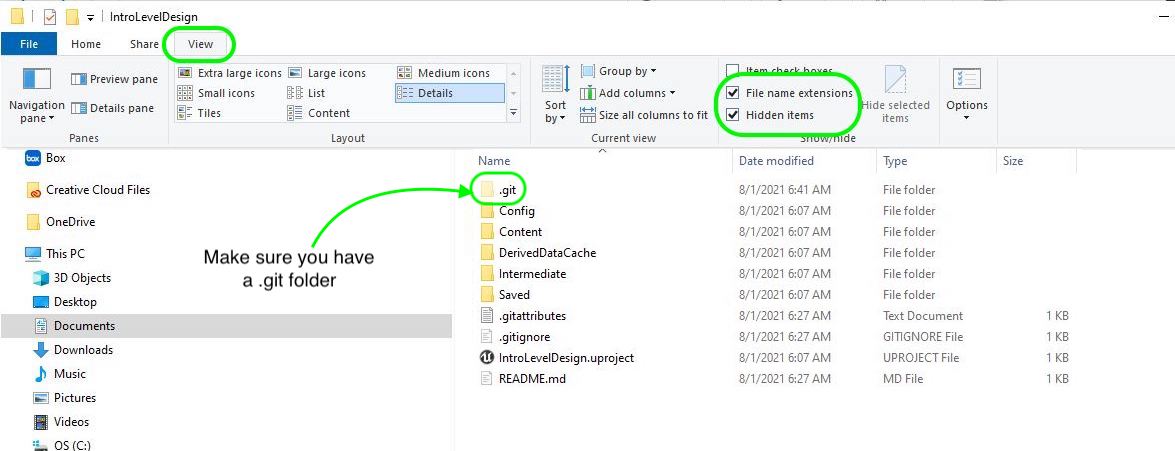 IntroLevelDesign
File Home Share View
Navigation pane
Preview pane
Details pane
Panes
Extra large icons Large icons Medium icons
Small icons List Details
Tiles Content
Layout
Sort by
Group by
Add columns
Size all columns to fit
Current view
Item check boxes
File name extensions
Hidden items
Hide selected items
Show/hide
Options
Box
Creative Cloud Files
OneDrive
This PC
3D Objects
Desktop
Documents
Downloads
Music
Pictures
Videos
OS (C:)
Make sure you have
a .git folder
Name Date modified Type Size
.git 8/1/2021 6:41 AM File folder
Config 8/1/2021 6:07 AM File folder
Content 8/1/2021 6:07 AM File folder
DerivedDataCache 8/1/2021 6:07 AM File folder
Intermediate 8/1/2021 6:07 AM File folder
Saved 8/1/2021 6:07 AM File folder
.gitattributes 8/1/2021 6:27 AM Text Document 1 KB
.gitignore 8/1/2021 6:27 AM GITIGNORE File 1 KB
IntroLevelDesign.uproject 8/1/2021 6:07 AM UPROJECT File 1 KB
README.md 8/1/2021 6:27 AM MD File 1 KB